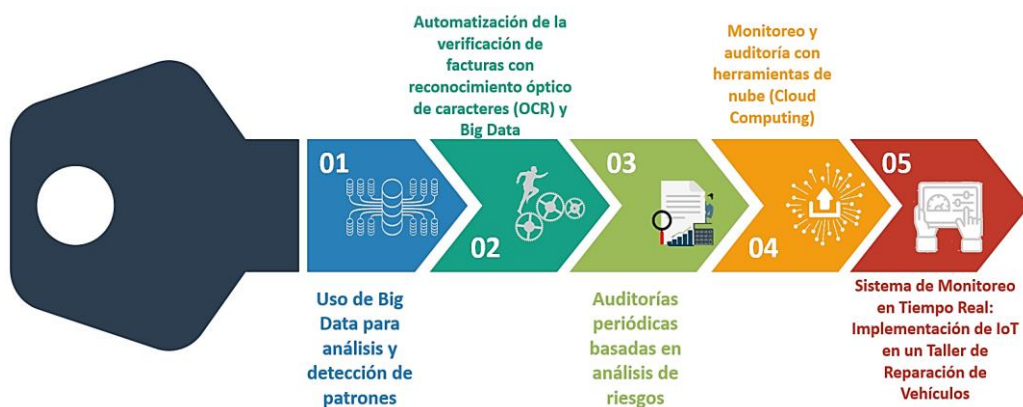 01
Uso de Big
Data para
análisis y
detección de
patrones
Automatización de la
verificación de
facturas con
reconocimiento óptico
de caracteres (OCR) y
Big Data
02
03
Auditorías
periódicas
basadas en
análisis de
riesgos
Monitoreo y
auditoría con
herramientas de
nube (Cloud
Computing)
04
05
Sistema de Monitoreo
en Tiempo Real:
Implementación de IoT
en un Taller de
Reparación de
Vehículos